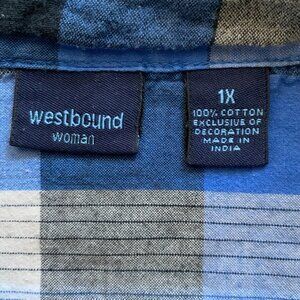 westbound
woman
1X
100% COTTON
EXCLUSIVE OF
DECORATION
MADE IN
INDIA